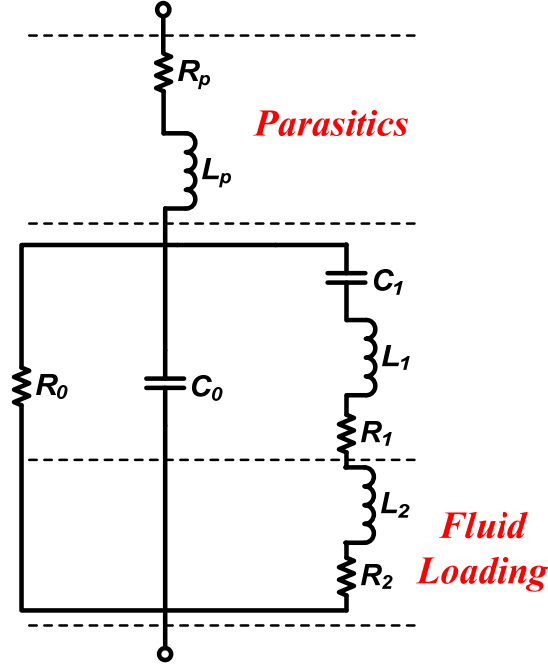 Rp
Parasitics
Lp
C1
L1
R0
C0
R1
L2
Fluid
Loading
R2